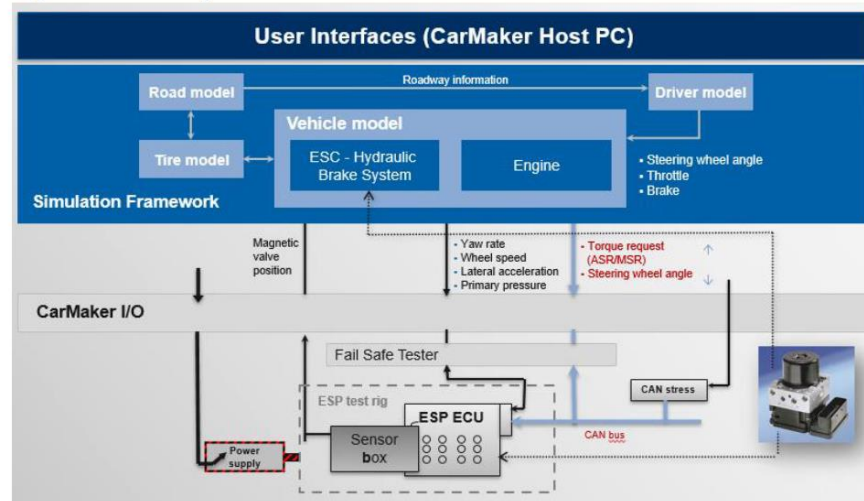 User Interfaces (CarMaker Host PC)
Roadway information
Road model
Driver model
Vehicle model
Tire model
ESC - Hydraulic
Brake System
Engine
- Steering wheel angle
- Throttle
- Brake
Simulation Framework
Magnetic
valve
position
- Yaw rate
- Wheel speed
- Lateral acceleration
- Primary pressure
- Torque request
(ASR/MSR)
- Steering wheel angle
CarMaker I/O
Fail Safe Tester
ESP test rig
CAN stress
ESP ECU
CAN bus
Sensor
box
Power
supply